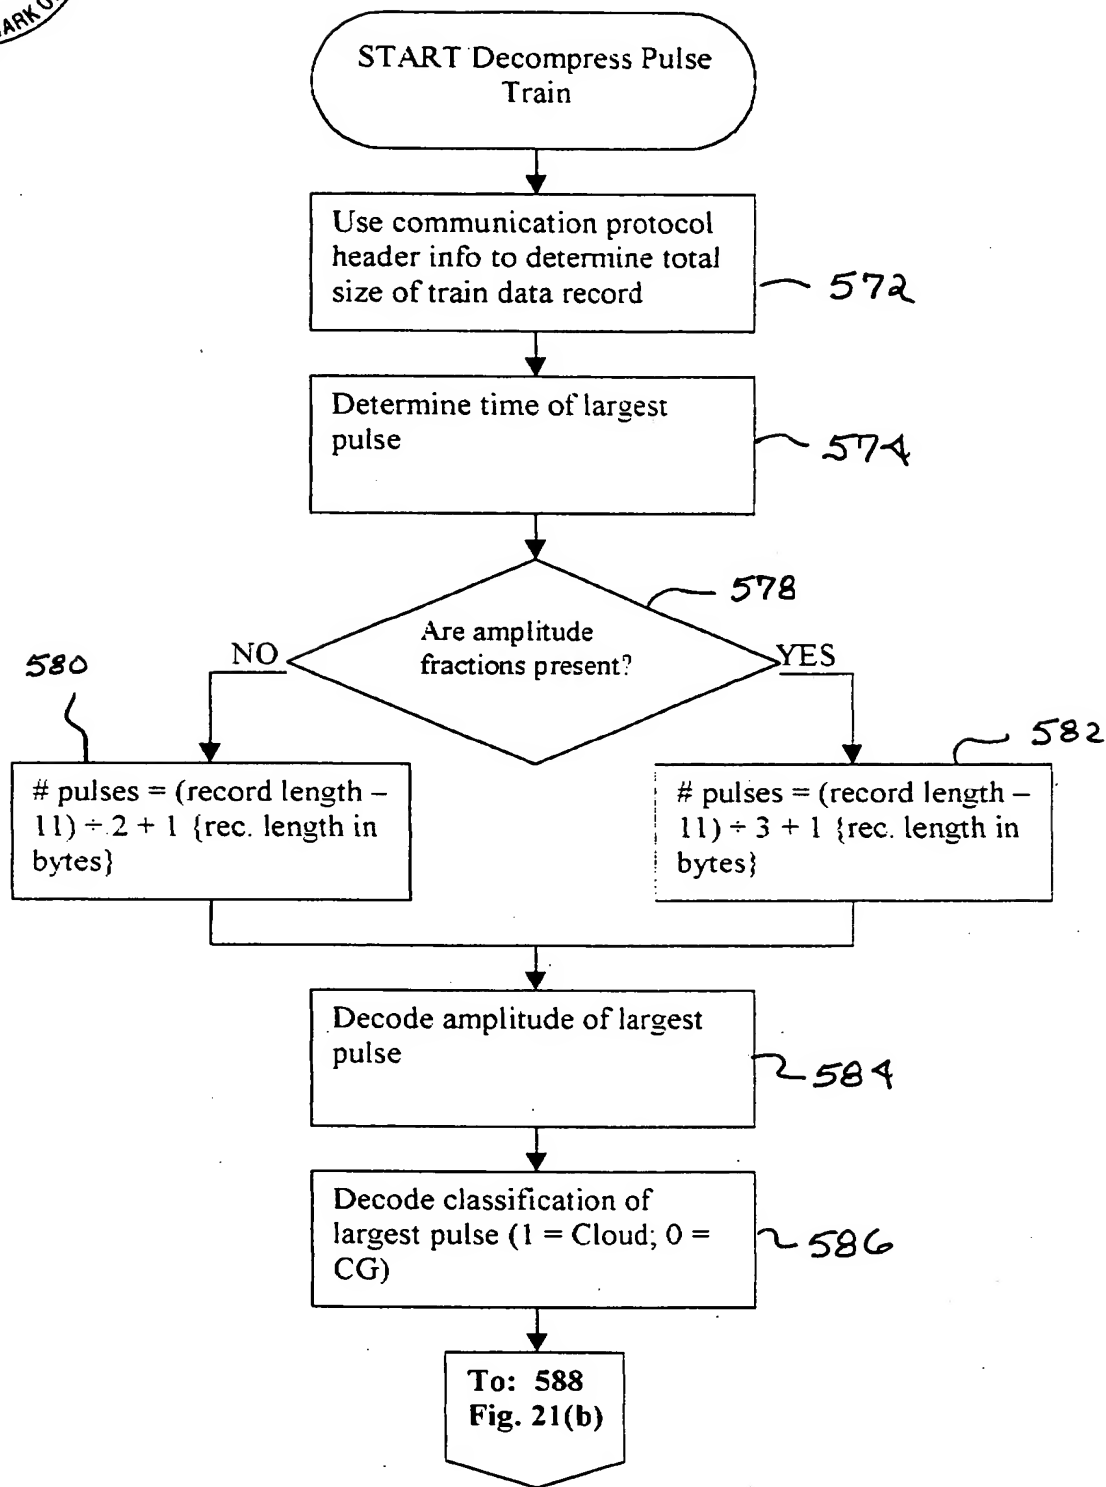 ARK O
START Decompress Pulse
Train
Use communication protocol
header info to determine total
size of train data record
572
Determine time of largest
pulse
574
578
Are amplitude
fractions present?
NO
YES
580
582
# pulses = (record length –
11) ÷ 2 + 1 {rec. length in
bytes}
# pulses = (record length –
11) ÷ 3 + 1 {rec. length in
bytes}
Decode amplitude of largest
pulse
584
Decode classification of
largest pulse (1 = Cloud; 0 =
CG)
586
To: 588
Fig. 21(b)